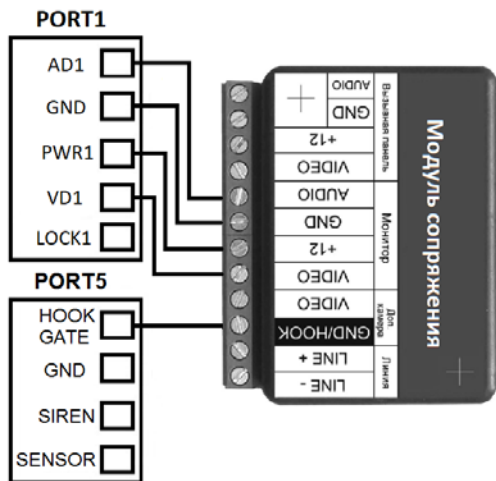 PORT1
AD1
GND
PWR1
VD1
LOCK1
PORT5
HOOK
GATE
GND
SIREN
SENSOR
AUDIO
GND
+12
VIDEO
AUDIO
GND
+12
VIDEO
VIDEO
GND/HOOK
LINE +
LINE -
Вызывная панель
Монитор
Доп.
камера
Линия
Модуль сопряжения